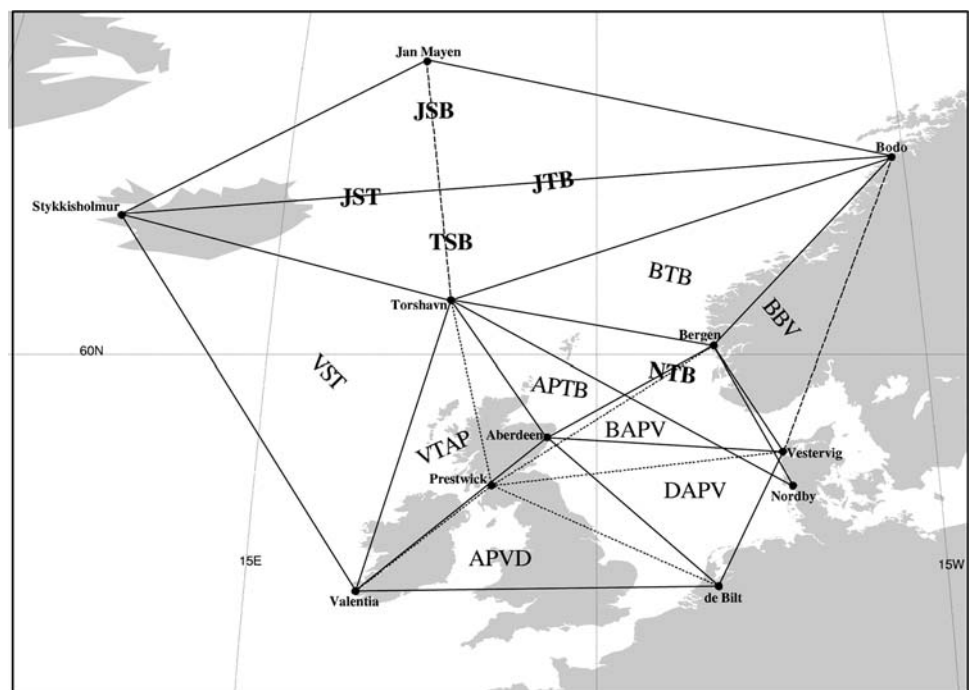 Jan Mayen
JSB
Bodo
JTB
JST
Stykkisholmur
TSB
BTB
Torshavn
BBV
Bergen
60N
VST
NTB
APTB
BAPV
Aberdeen
VTAP
Vestervig
Prestwick
DAPV
Nordby
15E
APVD
15W
Valentia
de Bilt